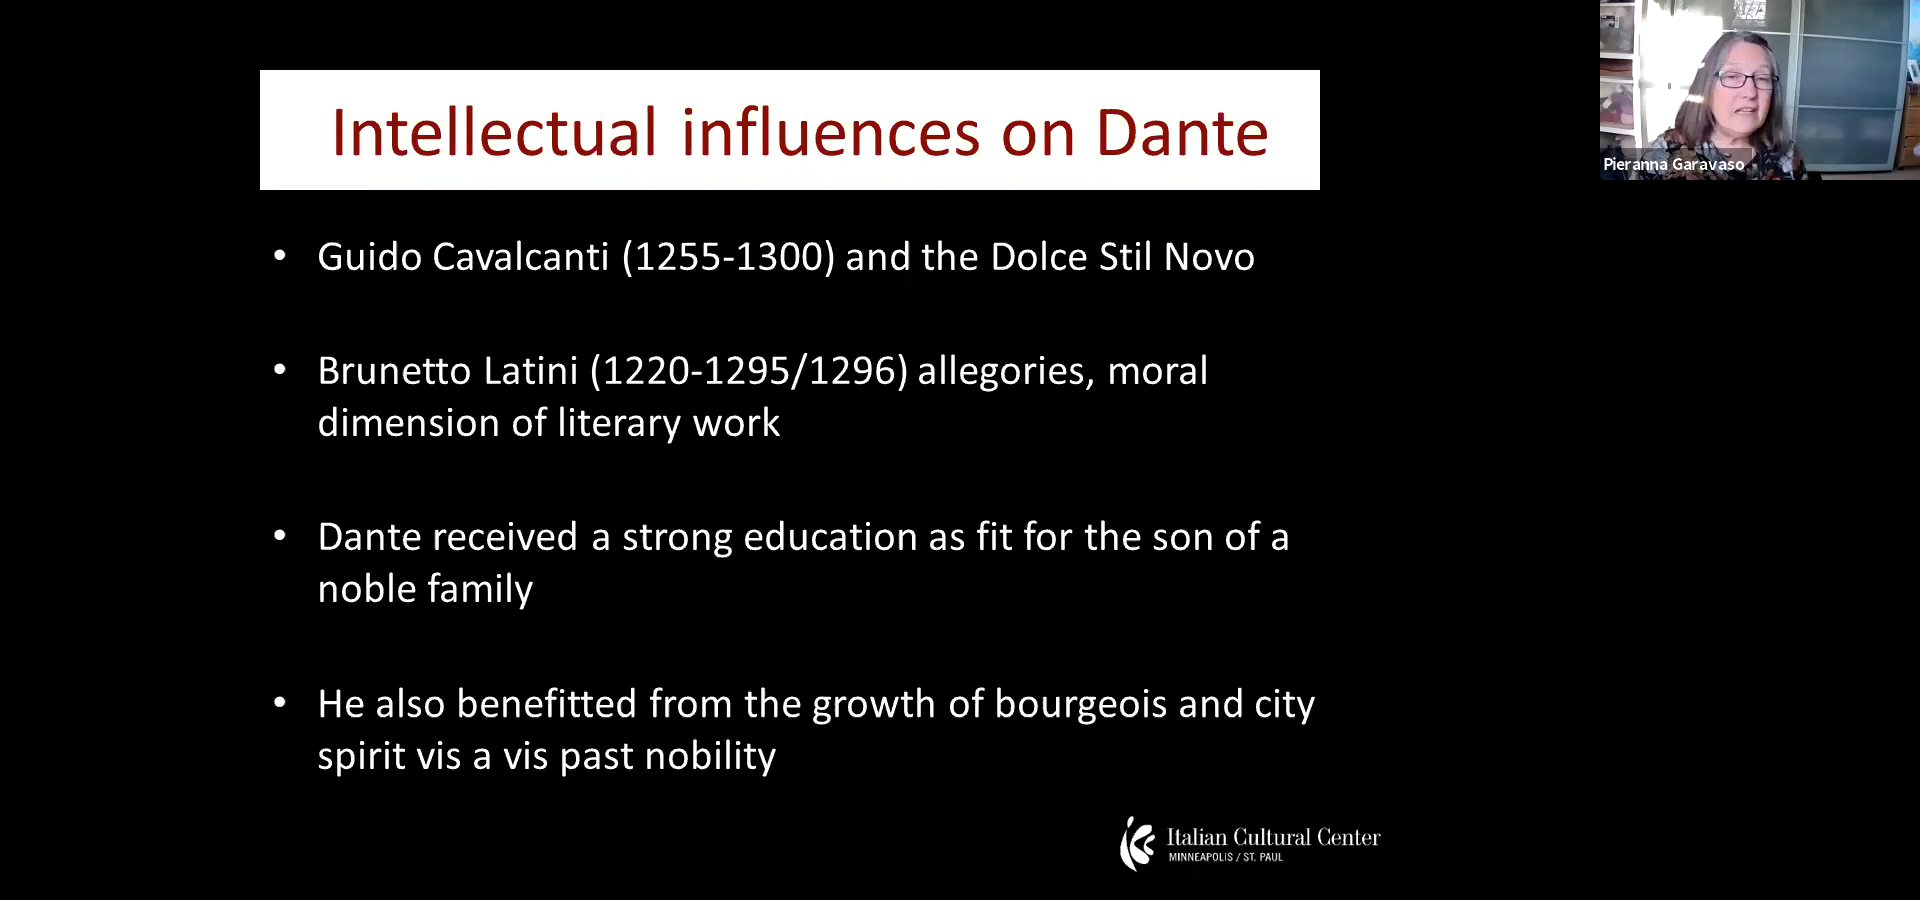 Intellectual influences on Dante
Pieranna Garavaso
• Guido Cavalcanti (1255-1300) and the Dolce Stil Novo
• Brunetto Latini (1220-1295/1296) allegories, moral
dimension of literary work
• Dante received a strong education as fit for the son of a
noble family
• He also benefitted from the growth of bourgeois and city
spirit vis a vis past nobility
Italian Cultural Center
MINNEAPOLIS / ST. PAUL